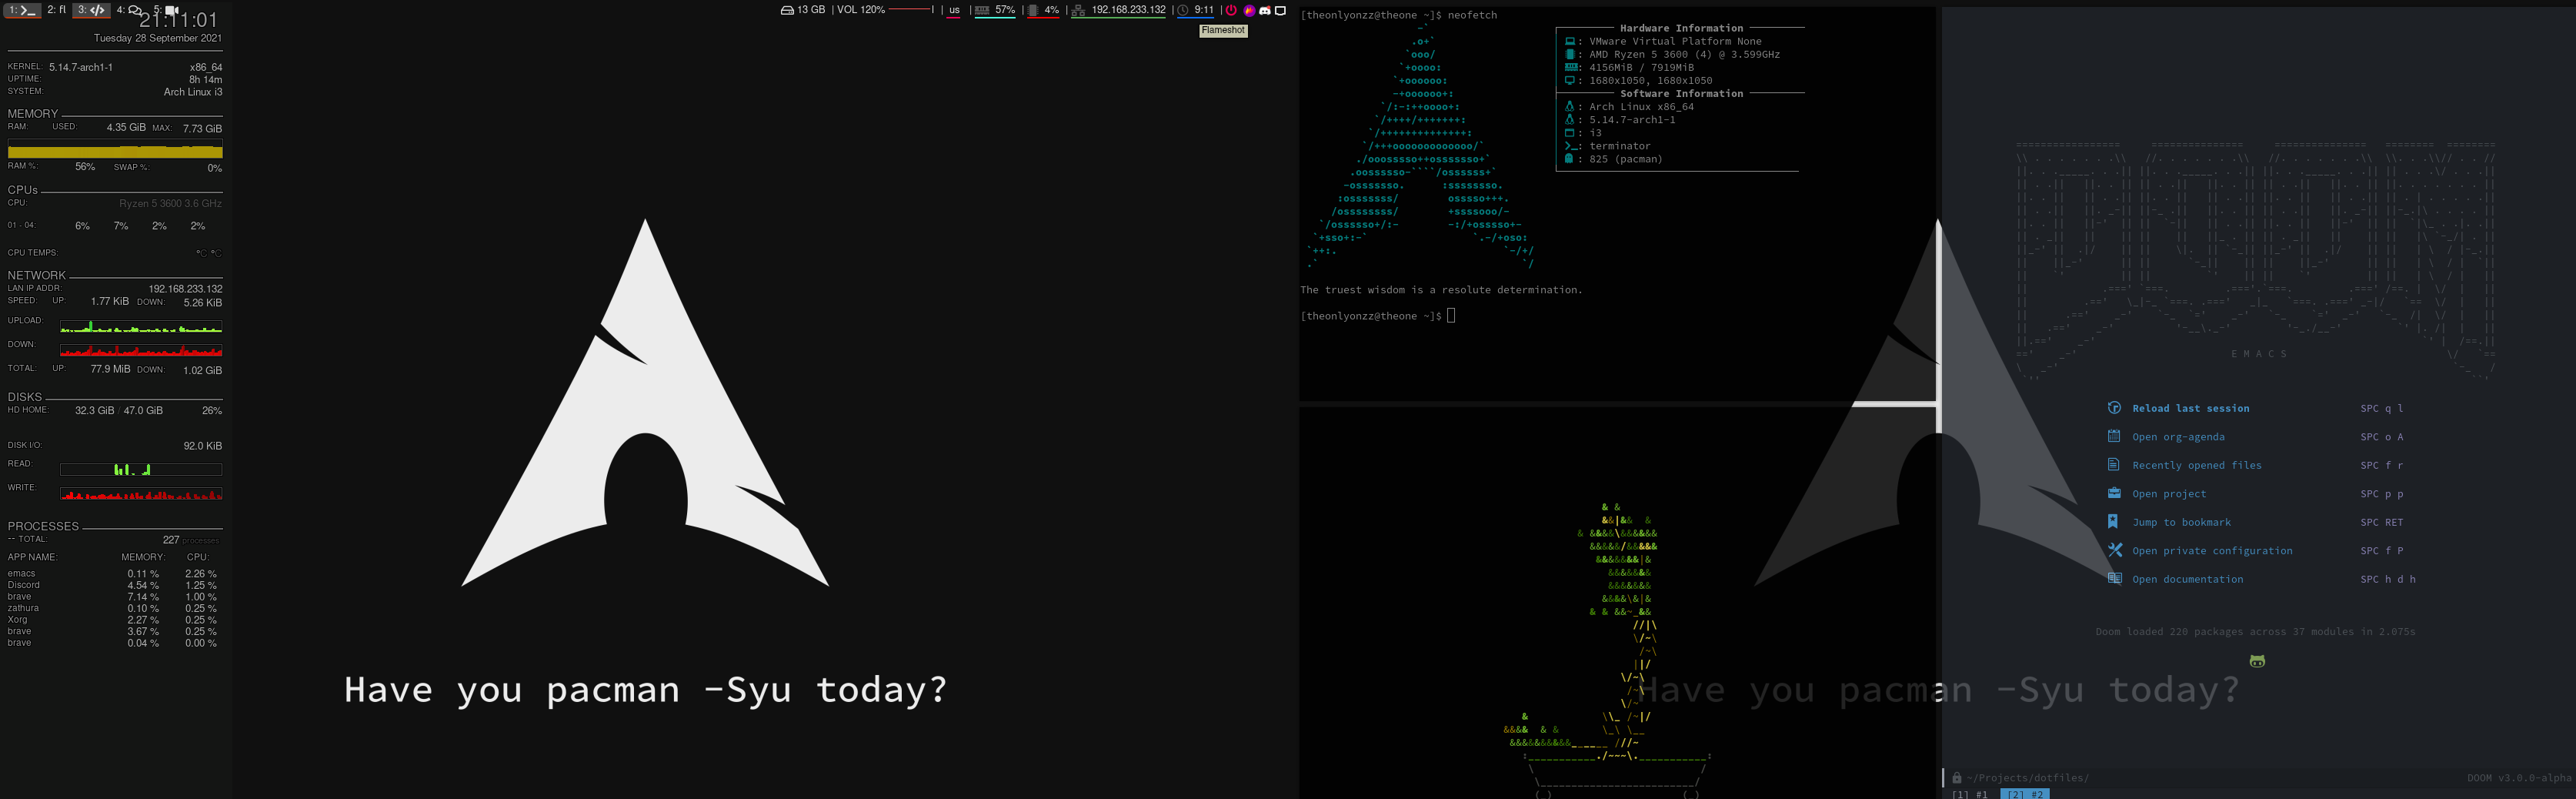 1: 2: fl 3: 4: 5:
13 GB | VOL 120% | us | 57% | 4% | 192.168.233.132 | 9:11 |
Flameshot
21:11:01
Tuesday 28 September 2021
KERNEL: 5.14.7-arch1-1 x86_64
UPTIME: 8h 14m
SYSTEM: Arch Linux i3
MEMORY
RAM: USED: 4.35 GiB MAX: 7.73 GiB
RAM %: 56% SWAP %: 0%
CPUs
CPU: Ryzen 5 3600 3.6 GHz
01 - 04: 6% 7% 2% 2%
CPU TEMPS: °C °C
NETWORK
LAN IP ADDR: 192.168.233.132
SPEED: UP: 1.77 KiB DOWN: 5.26 KiB
UPLOAD:
DOWN:
TOTAL: UP: 77.9 MiB DOWN: 1.02 GiB
DISKS
HD HOME: 32.3 GiB / 47.0 GiB 26%
DISK I/O: 92.0 KiB
READ:
WRITE:
PROCESSES
-- TOTAL: 227 processes
APP NAME: MEMORY: CPU:
emacs 0.11 % 2.26 %
Discord 4.54 % 1.25 %
brave 7.14 % 1.00 %
zathura 0.10 % 0.25 %
Xorg 2.27 % 0.25 %
brave 3.67 % 0.25 %
brave 0.04 % 0.00 %
Have you pacman -Syu today?
[theonlyonzz@theone ~]$ neofetch
Hardware Information
: VMware Virtual Platform None
: AMD Ryzen 5 3600 (4) @ 3.599GHz
: 4156MiB / 7919MiB
: 1680x1050, 1680x1050
Software Information
: Arch Linux x86_64
: 5.14.7-arch1-1
: i3
: terminator
: 825 (pacman)
The truest wisdom is a resolute determination.
[theonlyonzz@theone ~]$
E M A C S
Reload last session SPC q l
Open org-agenda SPC o A
Recently opened files SPC f r
Open project SPC p p
Jump to bookmark SPC RET
Open private configuration SPC f P
Open documentation SPC h d h
Doom loaded 220 packages across 37 modules in 2.075s
Have you pacman -Syu today?
~/Projects/dotfiles/ DOOM v3.0.0-alpha
[1] #1 [2] #2